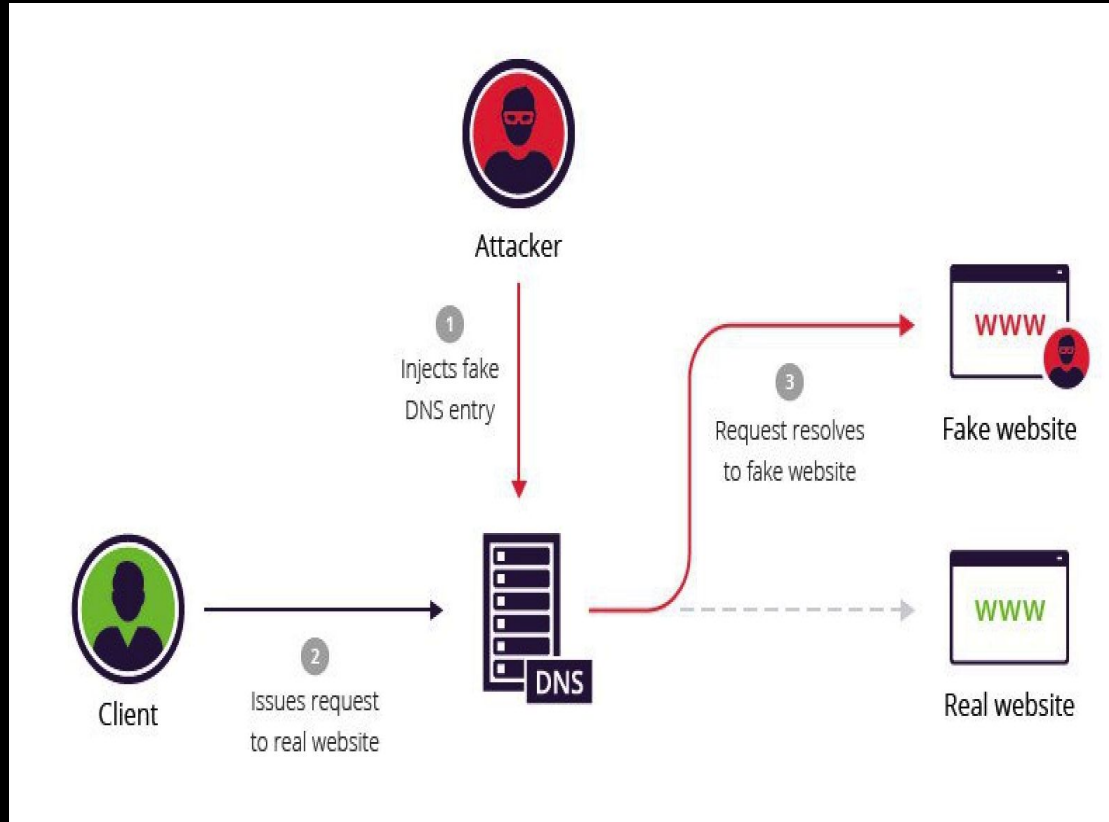 Attacker
1
Injects fake
DNS entry
WWW
3
Request resolves
to fake website
Fake website
DNS
WWW
Client
2
Issues request
to real website
Real website